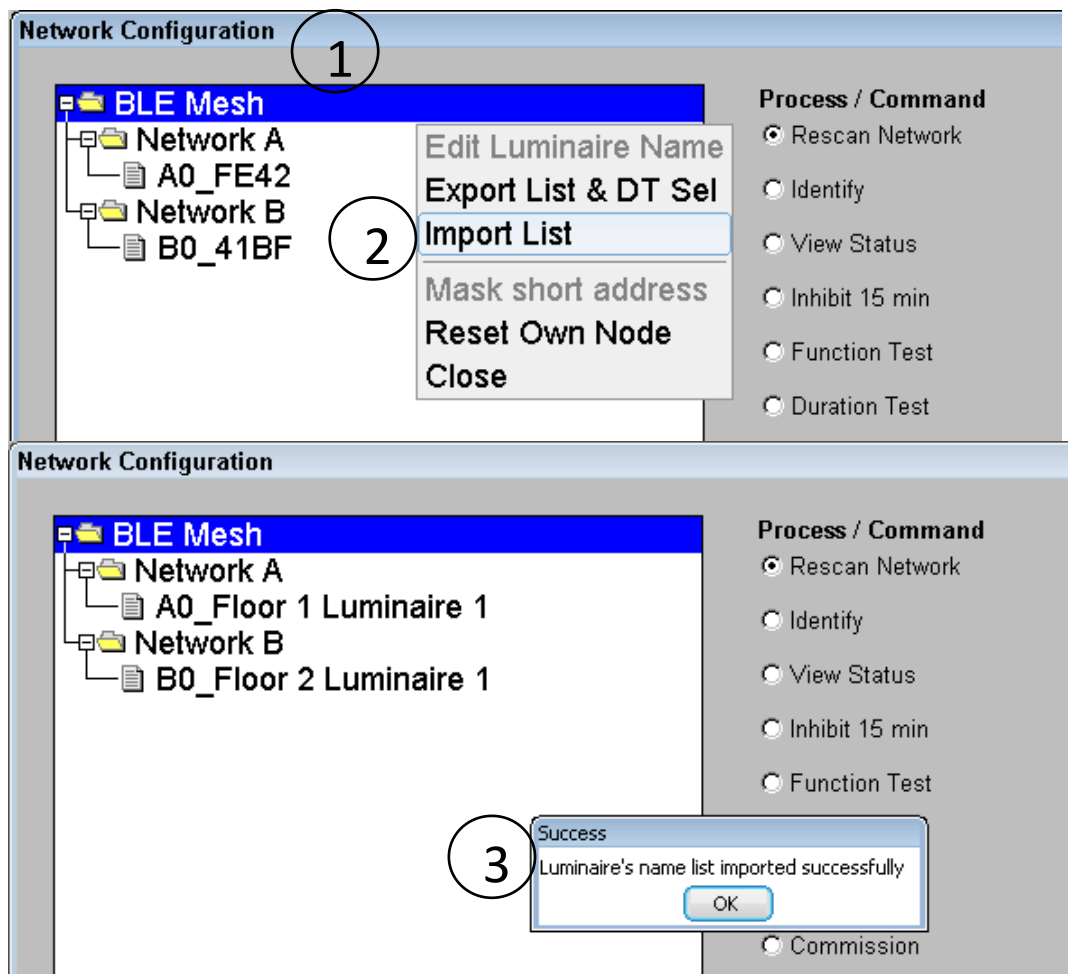 Network Configuration
1
BLE Mesh
Network A
A0_FE42
Network B
B0_41BF
2
Edit Luminaire Name
Export List & DT Sel
Import List
Mask short address
Reset Own Node
Close
Process / Command
Rescan Network
Identify
View Status
Inhibit 15 min
Function Test
Duration Test
Network Configuration
BLE Mesh
Network A
A0_Floor 1 Luminaire 1
Network B
B0_Floor 2 Luminaire 1
Process / Command
Rescan Network
Identify
View Status
Inhibit 15 min
Function Test
3
Success
Luminaire's name list imported successfully
OK
Commission